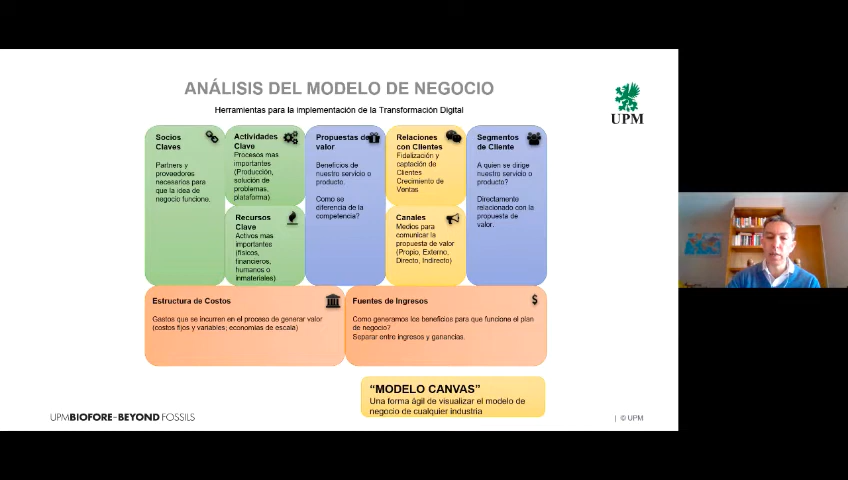 ANÁLISIS DEL MODELO DE NEGOCIO
Herramientas para la implementación de la Transformación Digital
UPM
Socios
Claves
Partners y
proveedores
necesarios para
que la idea de
negocio funcione.
Actividades
Clave
Procesos mas
importantes
(Producción,
solución de
problemas,
plataforma)
Recursos
Clave
Activos mas
importantes
(físicos,
financieros,
humanos o
inmateriales)
Propuestas de
valor
Beneficios de
nuestro servicio o
producto.
Como se
diferencia de la
competencia?
Relaciones
con Clientes
Fidelización y
captación de
Clientes
Crecimiento de
Ventas
Canales
Medios para
comunicar la
propuesta de valor
(Propio, Externo,
Directo, Indirecto)
Segmentos
de Cliente
A quien se dirige
nuestro servicio o
producto?
Directamente
relacionado con la
propuesta de
valor.
Estructura de Costos
Gastos que se incurren en el proceso de generar valor
(costos fijos y variables; economías de escala)
Fuentes de Ingresos
$
Como generamos los beneficios para que funcione el plan
de negocio?
Separar entre ingresos y ganancias.
“MODELO CANVAS”
Una forma ágil de visualizar el modelo de
negocio de cualquier industria
UPM BIOFORE–BEYOND FOSSILS
| © UPM